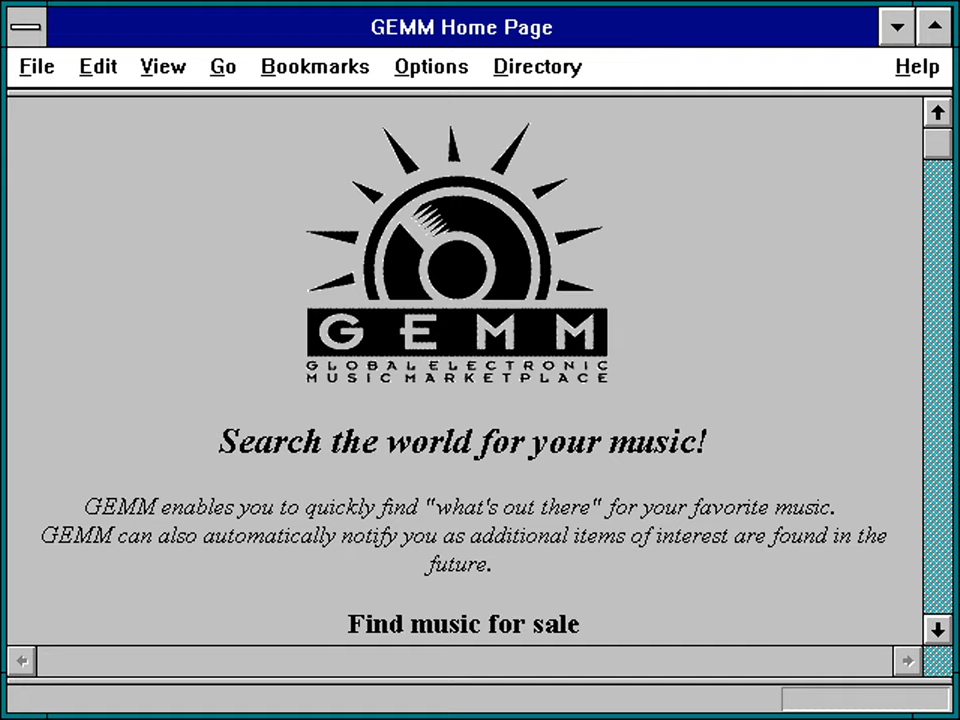 GEMM Home Page
File Edit View Go Bookmarks Options Directory Help
GEMM
GLOBAL ELECTRONIC
MUSIC MARKETPLACE
Search the world for your music!
GEMM enables you to quickly find "what's out there" for your favorite music.
GEMM can also automatically notify you as additional items of interest are found in the
future.
Find music for sale